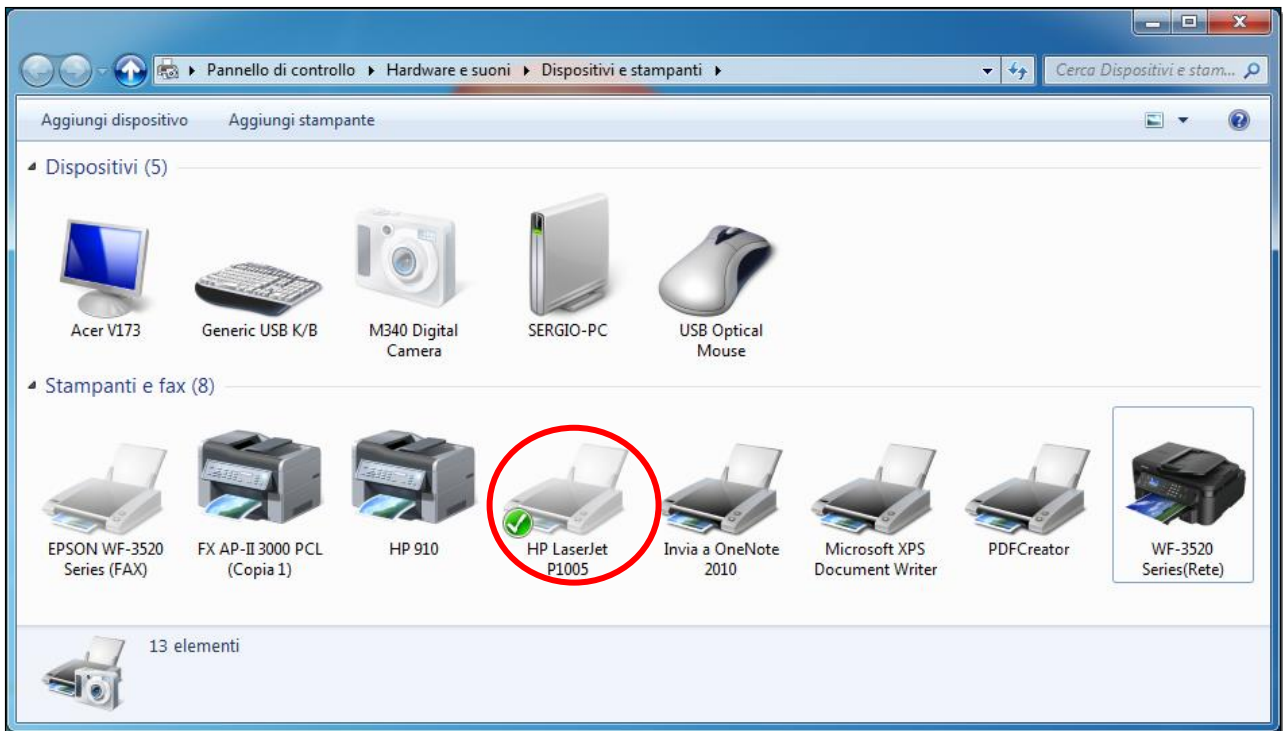 Pannello di controllo ▸ Hardware e suoni ▸ Dispositivi e stampanti ▸
Cerca Dispositivi e stam...
Aggiungi dispositivo Aggiungi stampante
Dispositivi (5)
Acer V173
Generic USB K/B
M340 Digital
Camera
SERGIO-PC
USB Optical
Mouse
Stampanti e fax (8)
EPSON WF-3520
Series (FAX)
FX AP-II 3000 PCL
(Copia 1)
HP 910
HP LaserJet
P1005
Invia a OneNote
2010
Microsoft XPS
Document Writer
PDFCreator
WF-3520
Series(Rete)
13 elementi